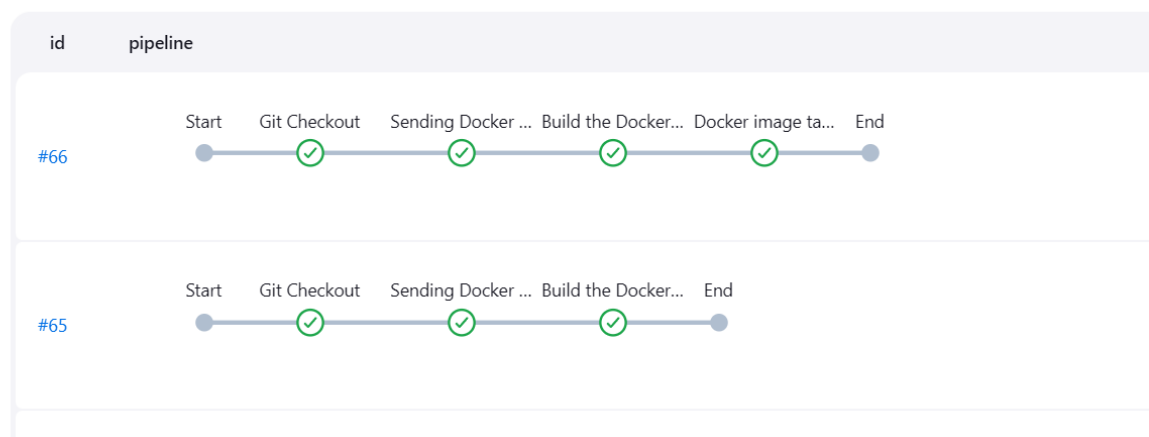 id pipeline
Start Git Checkout Sending Docker ... Build the Docker... Docker image ta... End
#66
Start Git Checkout Sending Docker ... Build the Docker... End
#65